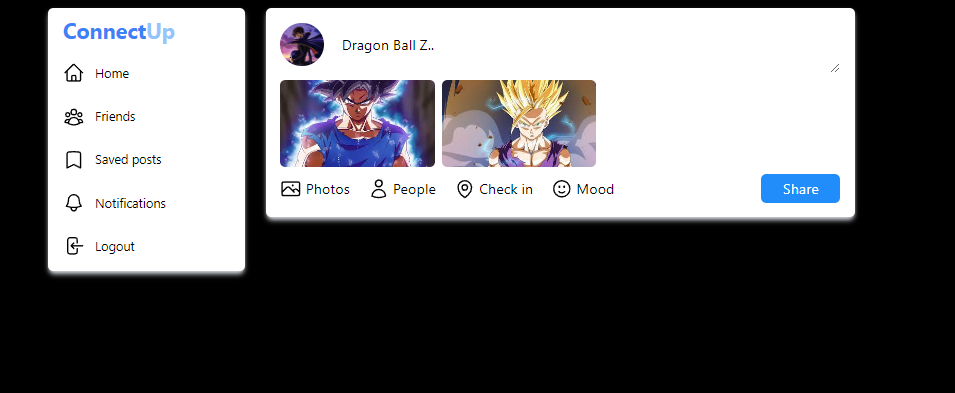 ConnectUp
Home
Friends
Saved posts
Notifications
Logout
Dragon Ball Z..
Photos
People
Check in
Mood
Share